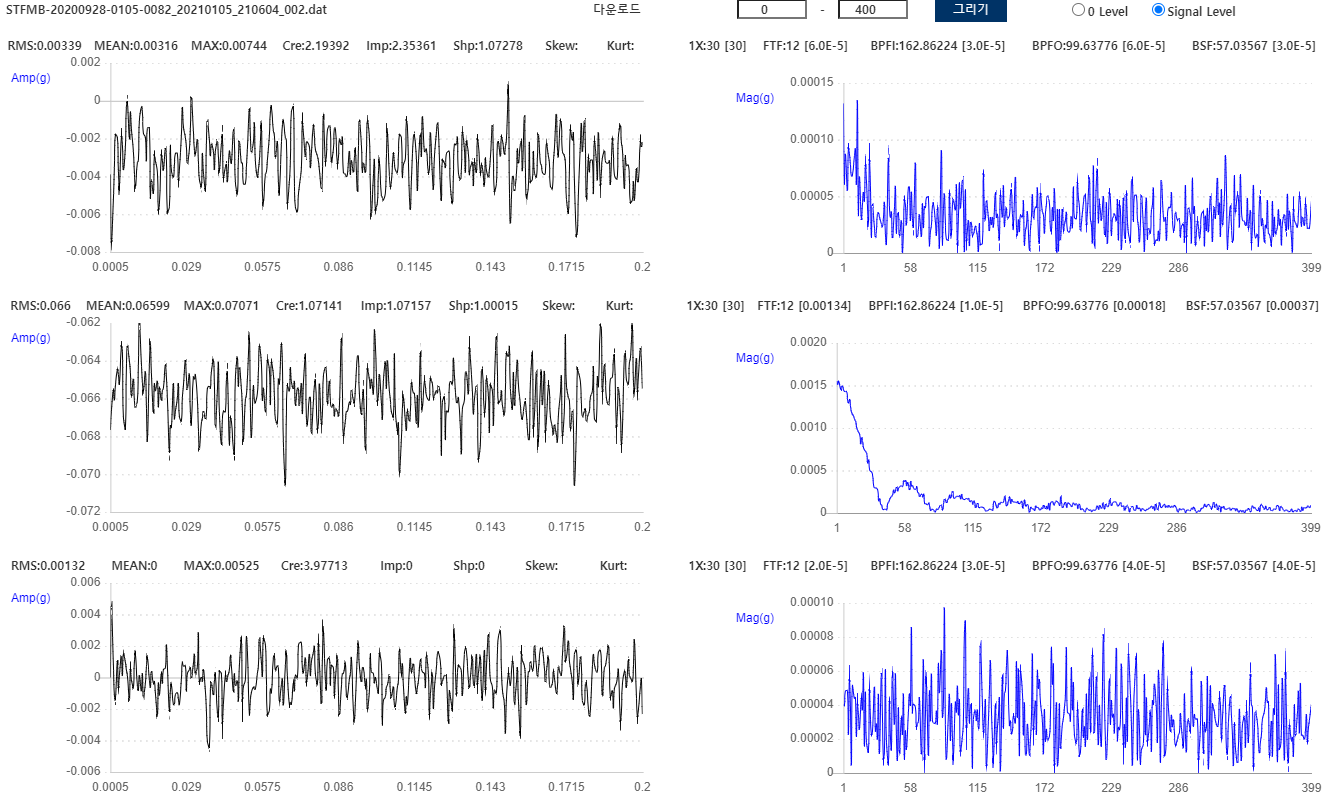 STFMB-20200928-0105-0082_20210105_210604_002.dat 다운로드 0 - 400 그리기 0 Level Signal Level
RMS:0.00339 MEAN:0.00316 MAX:0.00744 Cre:2.19392 Imp:2.35361 Shp:1.07278 Skew: Kurt:
Amp(g)
0.002
0
-0.002
-0.004
-0.006
-0.008
0.0005 0.029 0.0575 0.086 0.1145 0.143 0.1715 0.2
1X:30 [30] FTF:12 [6.0E-5] BPFI:162.86224 [3.0E-5] BPFO:99.63776 [6.0E-5] BSF:57.03567 [3.0E-5]
Mag(g)
0.00015
0.00010
0.00005
0
1 58 115 172 229 286 399
RMS:0.066 MEAN:0.06599 MAX:0.07071 Cre:1.07141 Imp:1.07157 Shp:1.00015 Skew: Kurt:
Amp(g)
-0.062
-0.064
-0.066
-0.068
-0.070
-0.072
0.0005 0.029 0.0575 0.086 0.1145 0.143 0.1715 0.2
1X:30 [30] FTF:12 [0.00134] BPFI:162.86224 [1.0E-5] BPFO:99.63776 [0.00018] BSF:57.03567 [0.00037]
Mag(g)
0.0020
0.0015
0.0010
0.0005
0
1 58 115 172 229 286 399
RMS:0.00132 MEAN:0 MAX:0.00525 Cre:3.97713 Imp:0 Shp:0 Skew: Kurt:
Amp(g)
0.006
0.004
0.002
0
-0.002
-0.004
-0.006
0.0005 0.029 0.0575 0.086 0.1145 0.143 0.1715 0.2
1X:30 [30] FTF:12 [2.0E-5] BPFI:162.86224 [3.0E-5] BPFO:99.63776 [4.0E-5] BSF:57.03567 [4.0E-5]
Mag(g)
0.00010
0.00008
0.00006
0.00004
0.00002
0
1 58 115 172 229 286 399